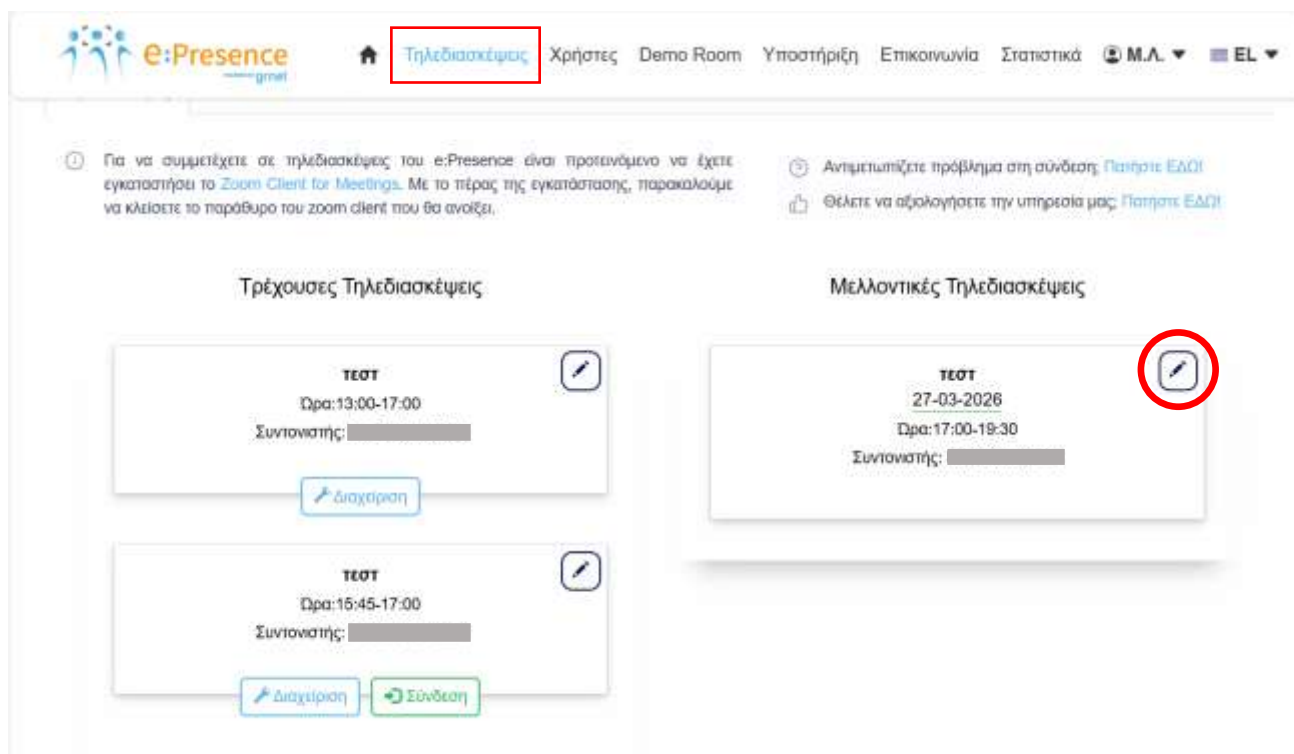 e:Presence
grnet
Τηλεδιασκέψεις Χρήστες Demo Room Υποστήριξη Επικοινωνία Στατιστικά Μ.Λ. EL
Για να συμμετέχετε σε τηλεδιασκέψεις του e:Presence είναι προτεινόμενο να έχετε
εγκαταστήσει το Zoom Client for Meetings. Με το πέρας της εγκατάστασης, παρακαλούμε
να κλείσετε το παράθυρο του zoom client που θα ανοίξει.
Αντιμετωπίζετε πρόβλημα στη σύνδεση; Πατήστε ΕΔΩ!
Θέλετε να αξιολογήσετε την υπηρεσία μας; Πατήστε ΕΔΩ!
Τρέχουσες Τηλεδιασκέψεις
τεστ
Ώρα:13:00-17:00
Συντονιστής:
Διαχείριση
τεστ
Ώρα:15:45-17:00
Συντονιστής:
Διαχείριση Σύνδεση
Μελλοντικές Τηλεδιασκέψεις
τεστ
27-03-2026
Ώρα:17:00-19:30
Συντονιστής: